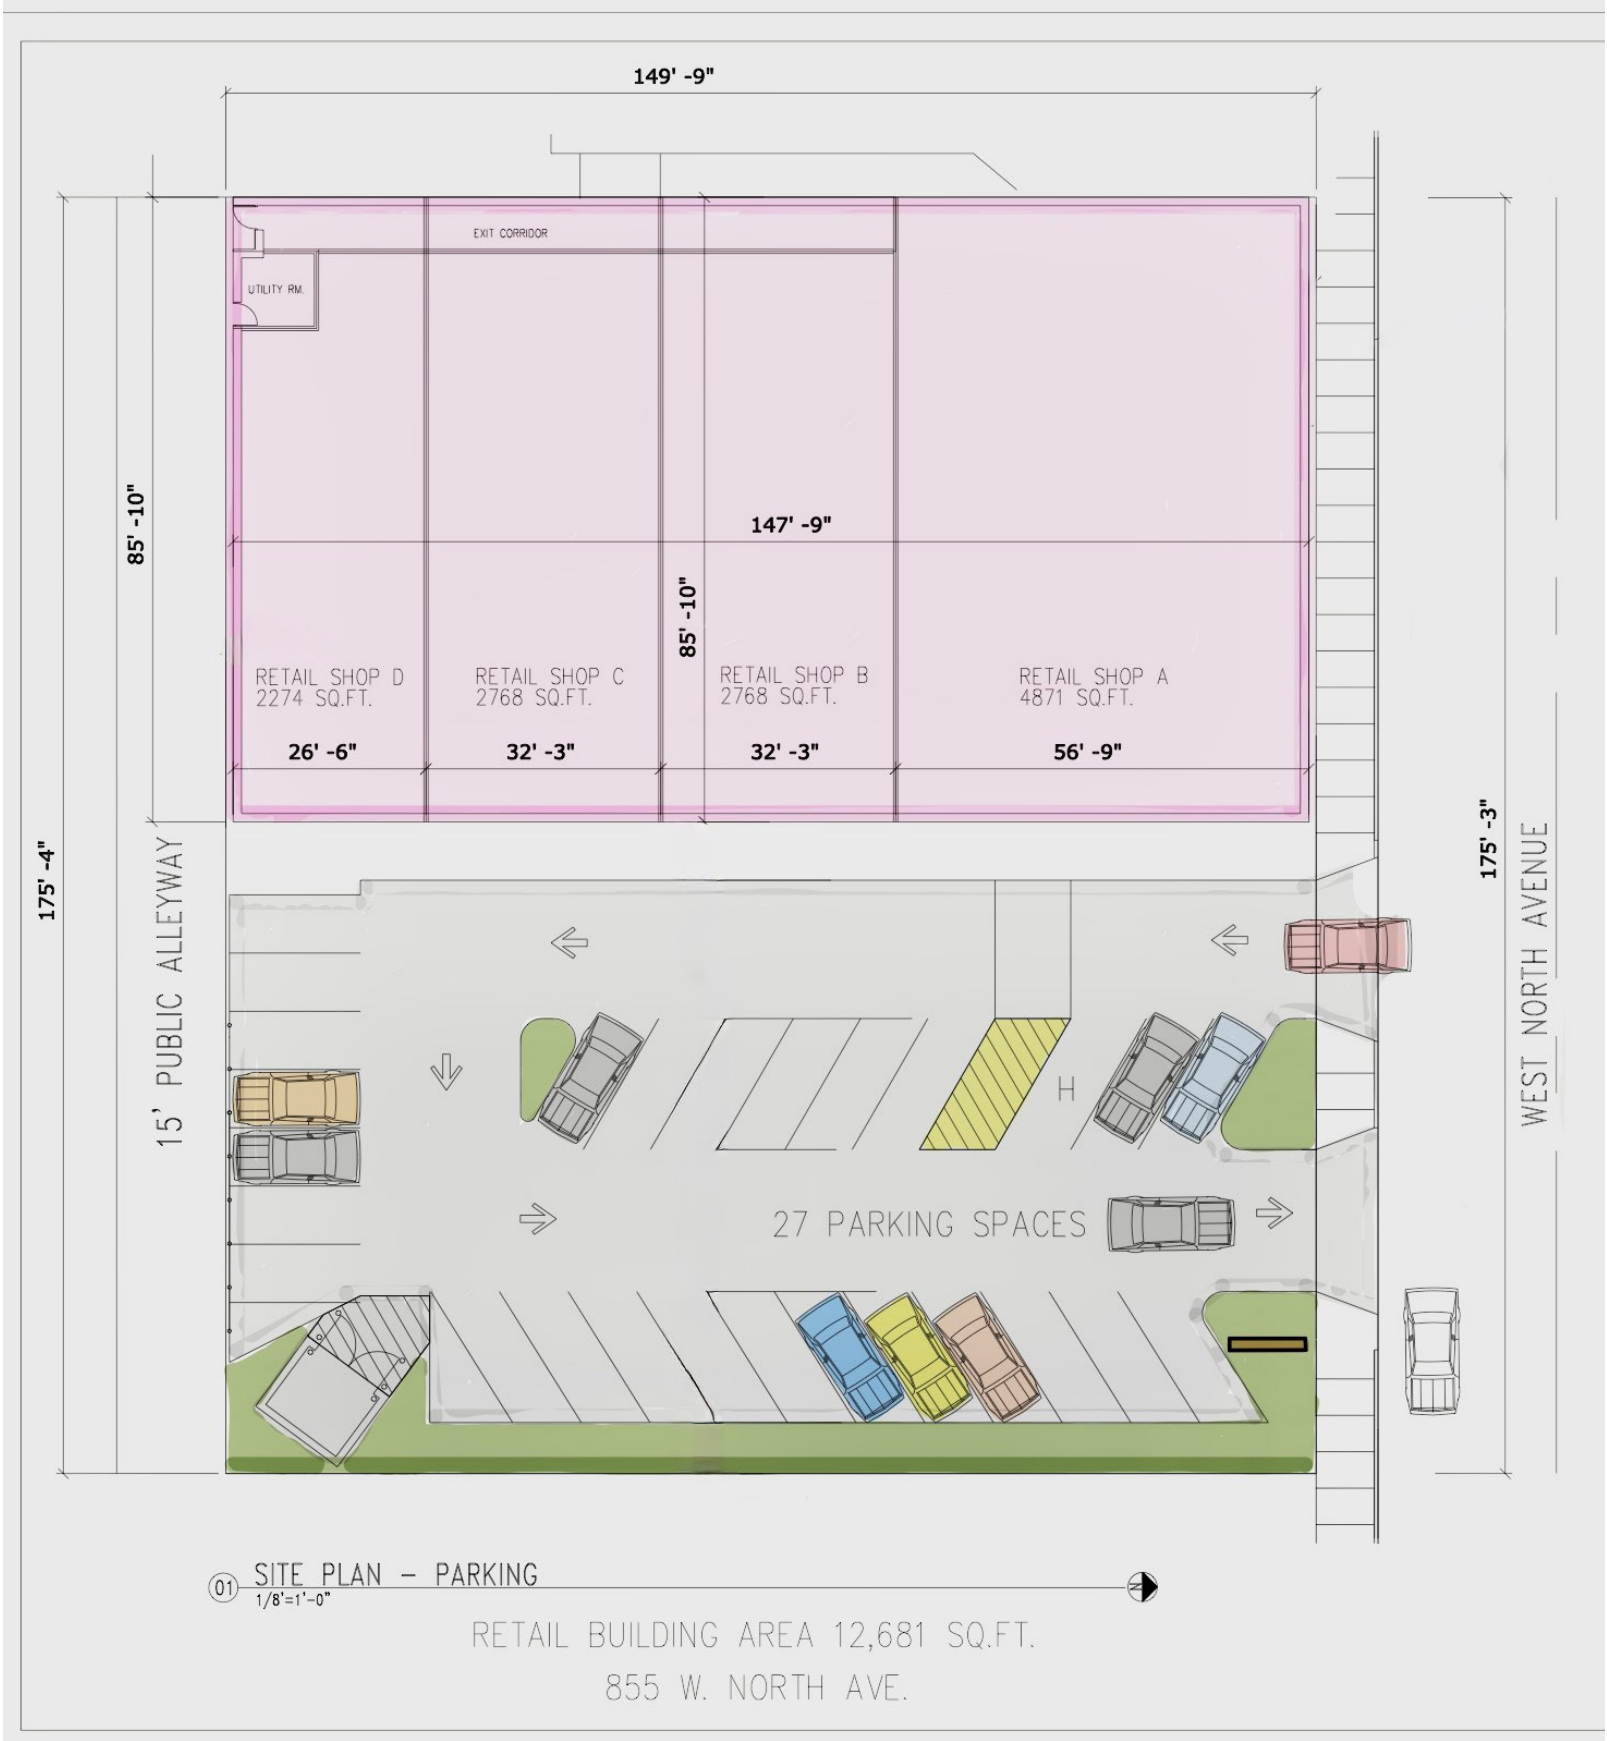 149' -9"
EXIT CORRIDOR
UTILITY RM.
85' -10"
147' -9"
85' -10"
RETAIL SHOP D
2274 SQ.FT.
RETAIL SHOP C
2768 SQ.FT.
RETAIL SHOP B
2768 SQ.FT.
RETAIL SHOP A
4871 SQ.FT.
26' -6"
32' -3"
32' -3"
56' -9"
175' -4"
15' PUBLIC ALLEYWAY
175' -3"
WEST NORTH AVENUE
H
27 PARKING SPACES
01 SITE PLAN - PARKING
1/8'=1'-0"
N
RETAIL BUILDING AREA 12,681 SQ.FT.
855 W. NORTH AVE.